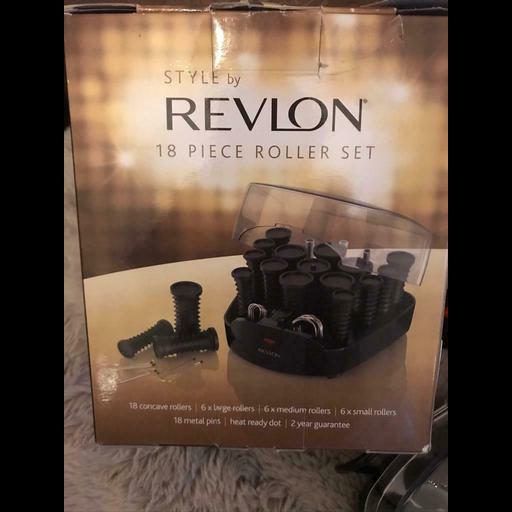 STYLE by
REVLON®
18 PIECE ROLLER SET
REVLON
18 concave rollers | 6 x large rollers | 6 x medium rollers | 6 x small rollers
18 metal pins | heat ready dot | 2 year guarantee